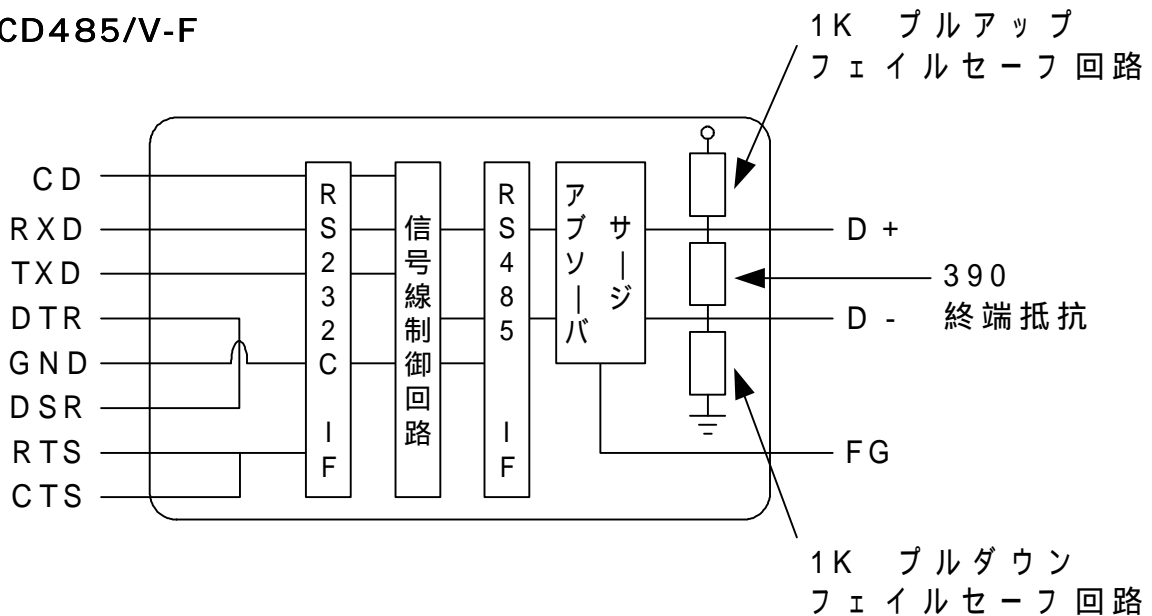 CD485/V-F
1K プルアップ
フェイルセーフ回路
CD
RXD
TXD
DTR
GND
DSR
RTS
CTS
RS232C IF
信号線制御回路
RS485 IF
サージ
アブソーバ
D+
390
終端抵抗
D-
FG
1K プルダウン
フェイルセーフ回路